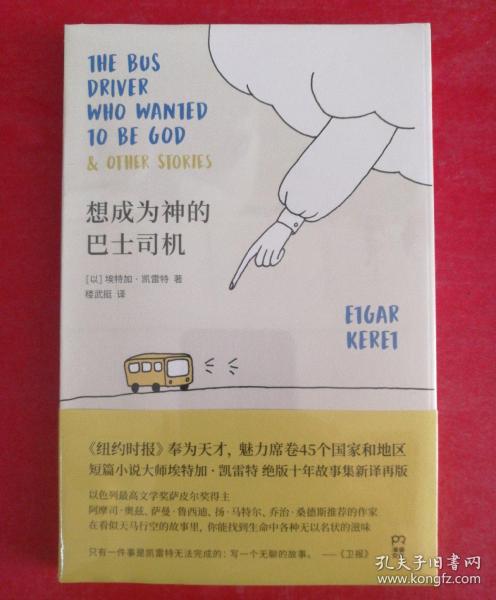 THE BUS
DRIVER
WHO WANTED
TO BE GOD
& OTHER STORIES
想成为神的
巴士司机
[以] 埃特加·凯雷特 著
楼武挺 译
ETGAR
KERET
《纽约时报》奉为天才，魅力席卷45个国家和地区
短篇小说大师埃特加·凯雷特 绝版十年故事集新译再版
以色列最高文学奖萨皮尔奖得主
阿摩司·奥兹、萨曼·鲁西迪、扬·马特尔、乔治·桑德斯推荐的作家
在看似天马行空的故事里，你能找到生命中各种无以名状的滋味
只有一件事是凯雷特无法完成的：写一个无聊的故事。——《卫报》
孔夫子旧书网
www.kongfz.com